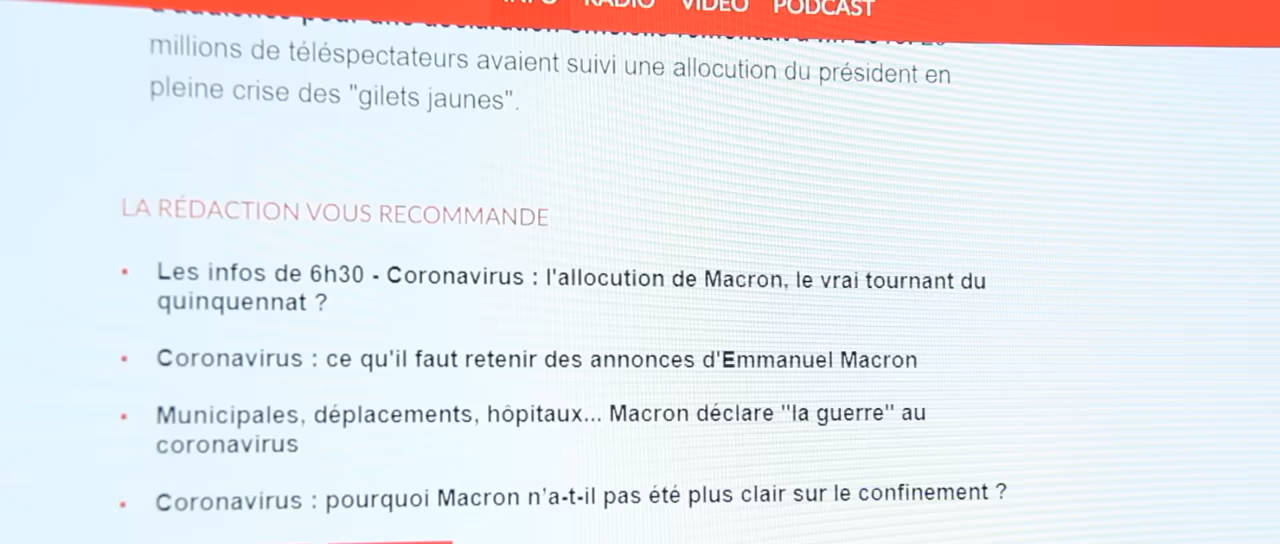 INFO RADIO VIDEO PODCAST
millions de téléspectateurs avaient suivi une allocution du président en
pleine crise des "gilets jaunes".
LA RÉDACTION VOUS RECOMMANDE
Les infos de 6h30 - Coronavirus : l'allocution de Macron, le vrai tournant du
quinquennat ?
Coronavirus : ce qu'il faut retenir des annonces d'Emmanuel Macron
Municipales, déplacements, hôpitaux... Macron déclare "la guerre" au
coronavirus
Coronavirus : pourquoi Macron n'a-t-il pas été plus clair sur le confinement ?